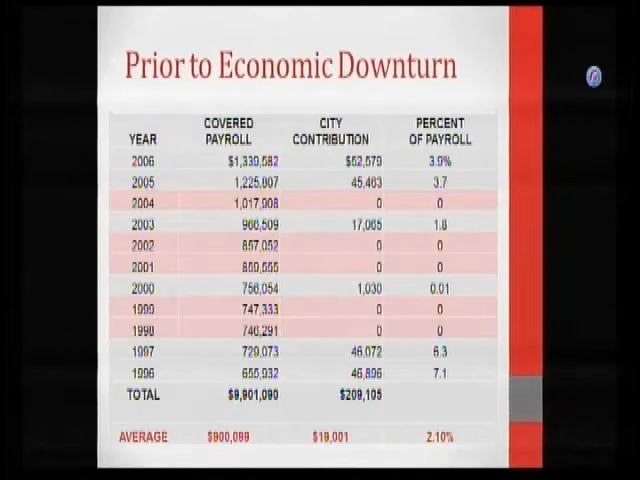 Prior to Economic Downturn
YEAR COVERED PAYROLL CITY CONTRIBUTION PERCENT OF PAYROLL
2006 $1,339,582 $52,579 3.9%
2005 1,225,907 45,463 3.7
2004 1,017,908 0 0
2003 966,509 17,065 1.8
2002 857,052 0 0
2001 859,555 0 0
2000 756,054 1,030 0.01
1999 747,333 0 0
1998 746,291 0 0
1997 729,073 46,072 6.3
1996 655,932 46,896 7.1
TOTAL $9,901,090 $209,105
AVERAGE $900,099 $19,001 2.10%